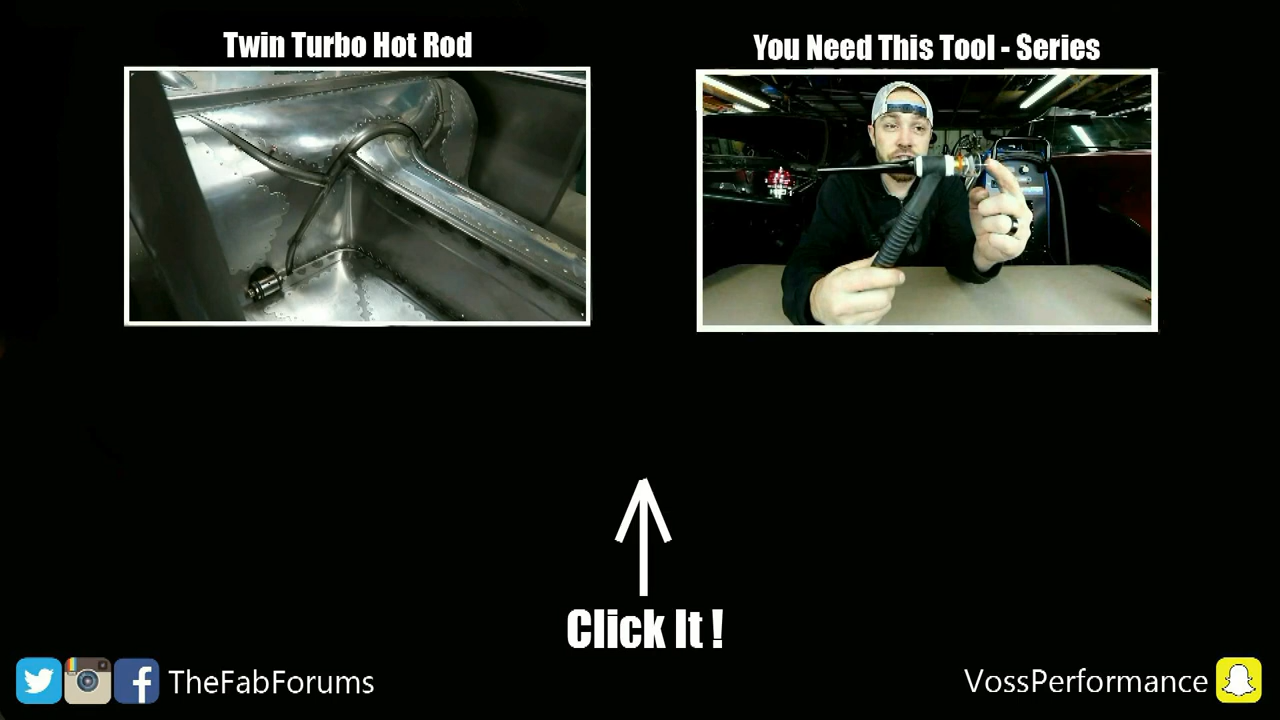 Twin Turbo Hot Rod
You Need This Tool - Series
Click It !
TheFabForums
VossPerformance